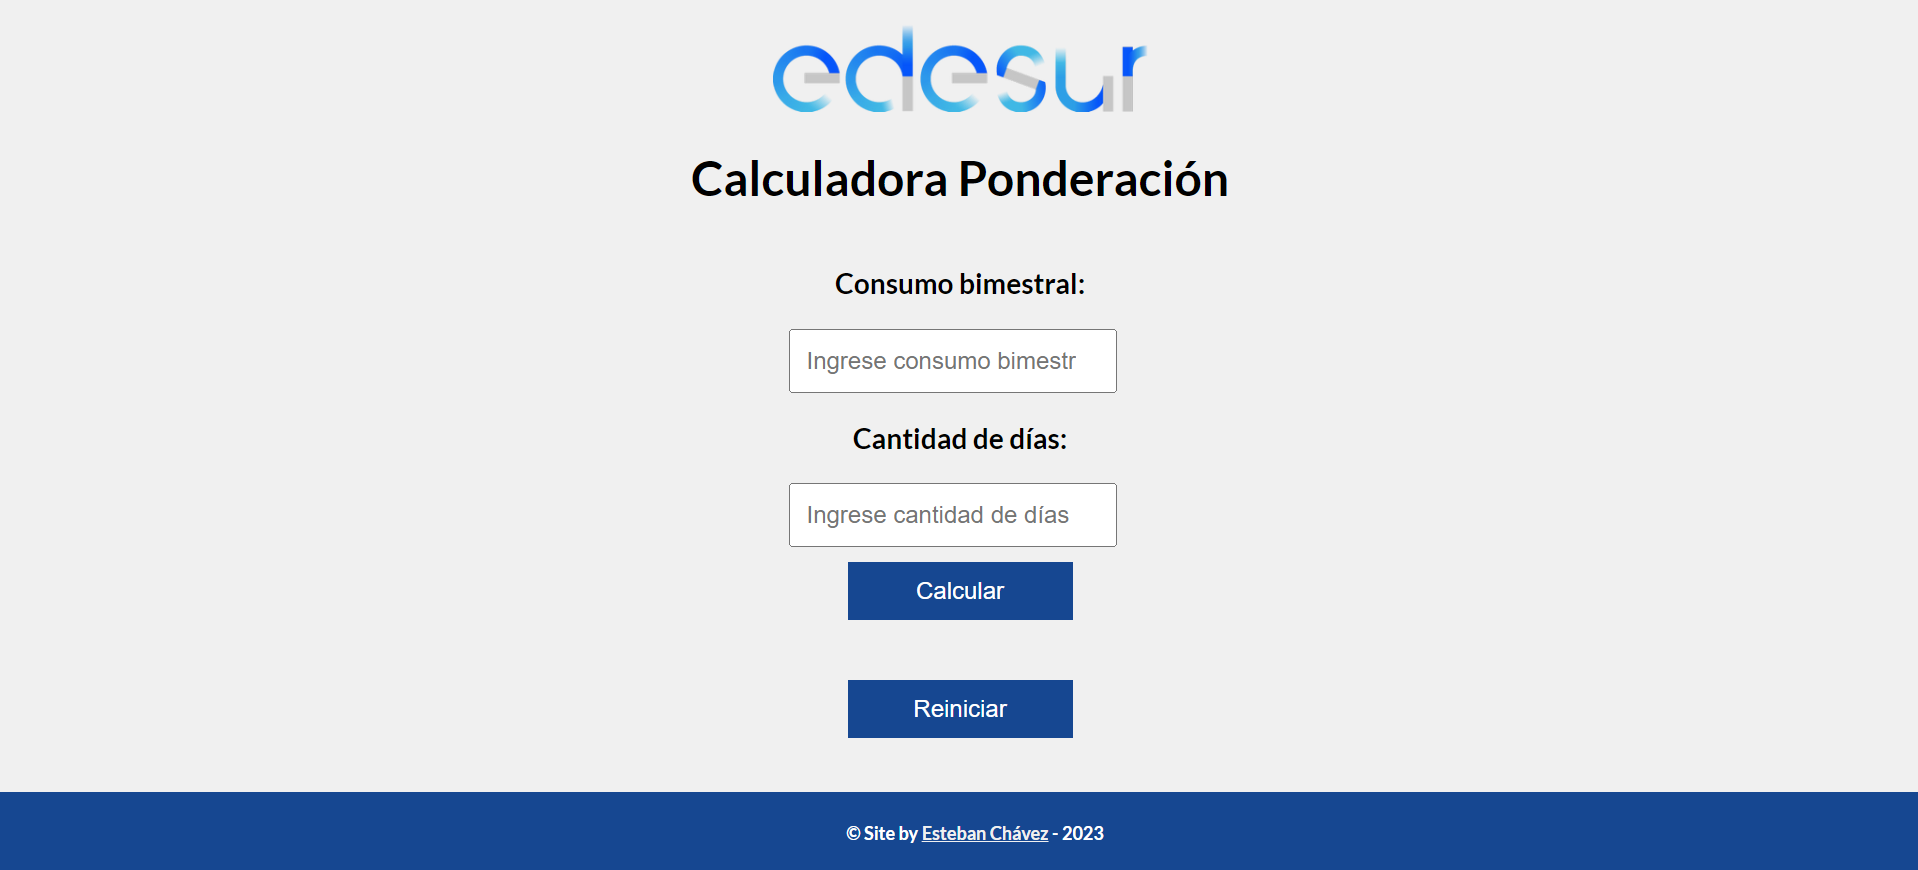 edesur
Calculadora Ponderación
Consumo bimestral:
Ingrese consumo bimestr
Cantidad de días:
Ingrese cantidad de días
Calcular
Reiniciar
© Site by Esteban Chávez - 2023